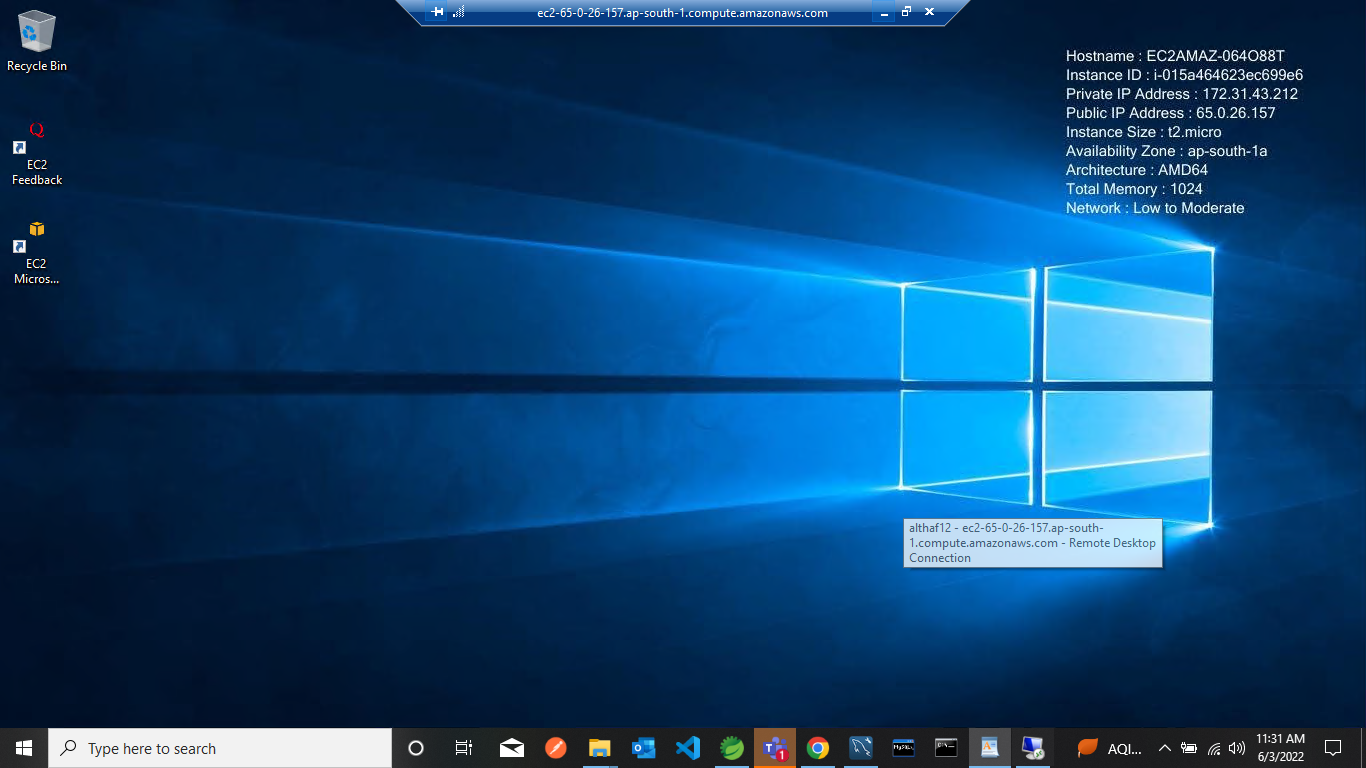 ec2-65-0-26-157.ap-south-1.compute.amazonaws.com
Recycle Bin
EC2
Feedback
EC2
Micros...
Hostname : EC2AMAZ-064O88T
Instance ID : i-015a464623ec699e6
Private IP Address : 172.31.43.212
Public IP Address : 65.0.26.157
Instance Size : t2.micro
Availability Zone : ap-south-1a
Architecture : AMD64
Total Memory : 1024
Network : Low to Moderate
althaf12 - ec2-65-0-26-157.ap-south-
1.compute.amazonaws.com - Remote Desktop
Connection
Type here to search
1
AQI...
11:31 AM
6/3/2022